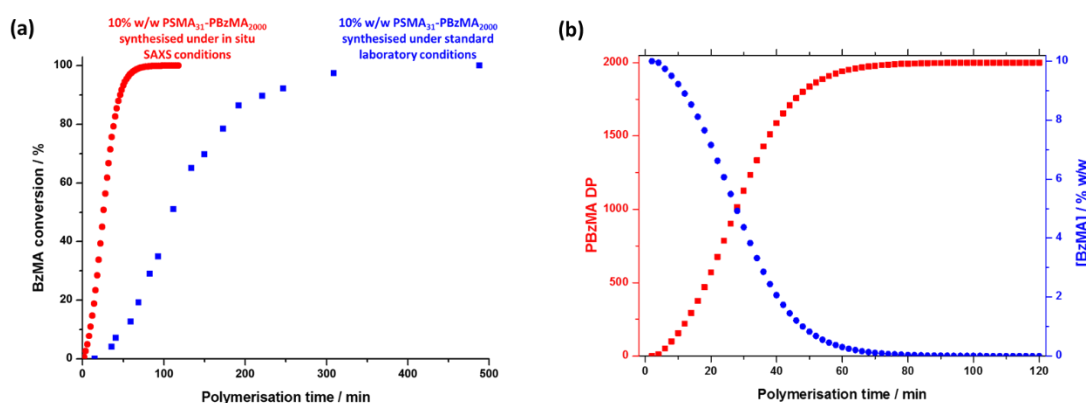 (a)
10% w/w PSMA₃₁-PBzMA₂₀₀₀
synthesised under in situ
SAXS conditions
10% w/w PSMA₃₁-PBzMA₂₀₀₀
synthesised under standard
laboratory conditions
BzMA conversion / %
100
80
60
40
20
0
0 100 200 300 400 500
Polymerisation time / min
(b)
PBzMA DP
2000
1500
1000
500
0
10
8
6
4
2
0
[BzMA] / % w/w
0 20 40 60 80 100 120
Polymerisation time / min